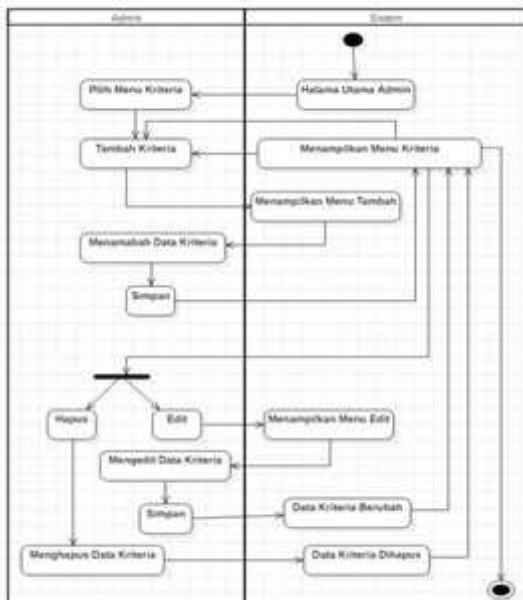 Admin
Sistem
Halama Utama Admin
Pilih Menu Kriteria
Tambah Kriteria
Menampilkan Menu Kriteria
Menampilkan Menu Tambah
Menamabah Data Kriteria
Simpan
Hapus
Edit
Menampilkan Menu Edit
Mengedit Data Kriteria
Simpan
Data Kriteria Berubah
Menghapus Data Kriteria
Data Kriteria Dihapus